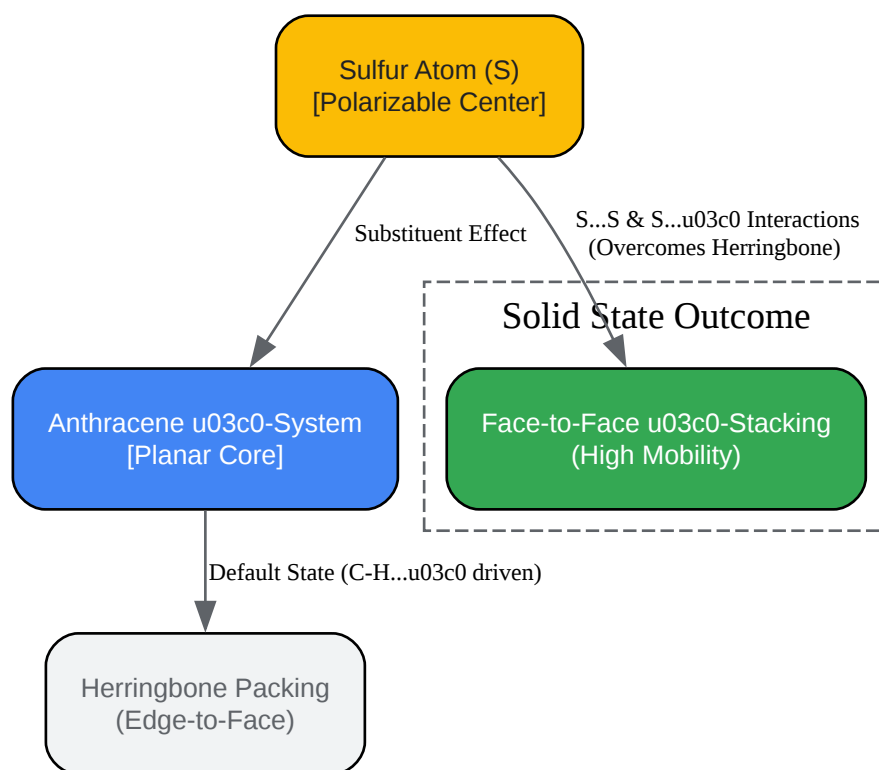 Sulfur Atom (S)
[Polarizable Center]
Substituent Effect
S...S & S...u03c0 Interactions
(Overcomes Herringbone)
Solid State Outcome
Anthracene u03c0-System
[Planar Core]
Face-to-Face u03c0-Stacking
(High Mobility)
Default State (C-H...u03c0 driven)
Herringbone Packing
(Edge-to-Face)